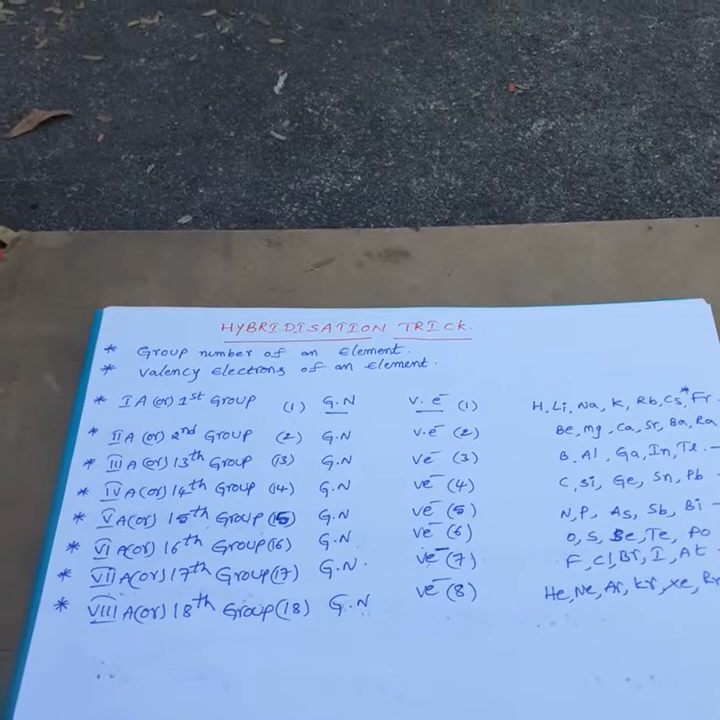 HYBRIDISATION TRICK.
* Group number of an element.
* Valency electrons of an element.
* IA (or) 1st Group (1) G.N V. e- (1) H, Li, Na, K, Rb, Cs,* Fr-
* IIA (or) 2nd Group (2) G.N V.e- (2) Be, Mg, Ca, Sr, Ba, Ra
* IIIA (or) 13th Group (13) G.N Ve- (3) B, Al, Ga, In, Tl. -
* IVA (or) 14th Group (14) G.N Ve- (4) C, Si, Ge, Sn, Pb -
* VA(or) 15th Group (15) G.N Ve- (5) N, P, As, Sb, Bi -
* VI A(or) 16th Group(16) G.N Ve- (6) O, S, Se, Te, Po
* VII A(or) 17th Group(17) G.N. Ve- (7) F, Cl, Br, I, At -
* VIII A(or) 18th Group(18) G.N Ve- (8) He, Ne, Ar, Kr, Xe, Rn